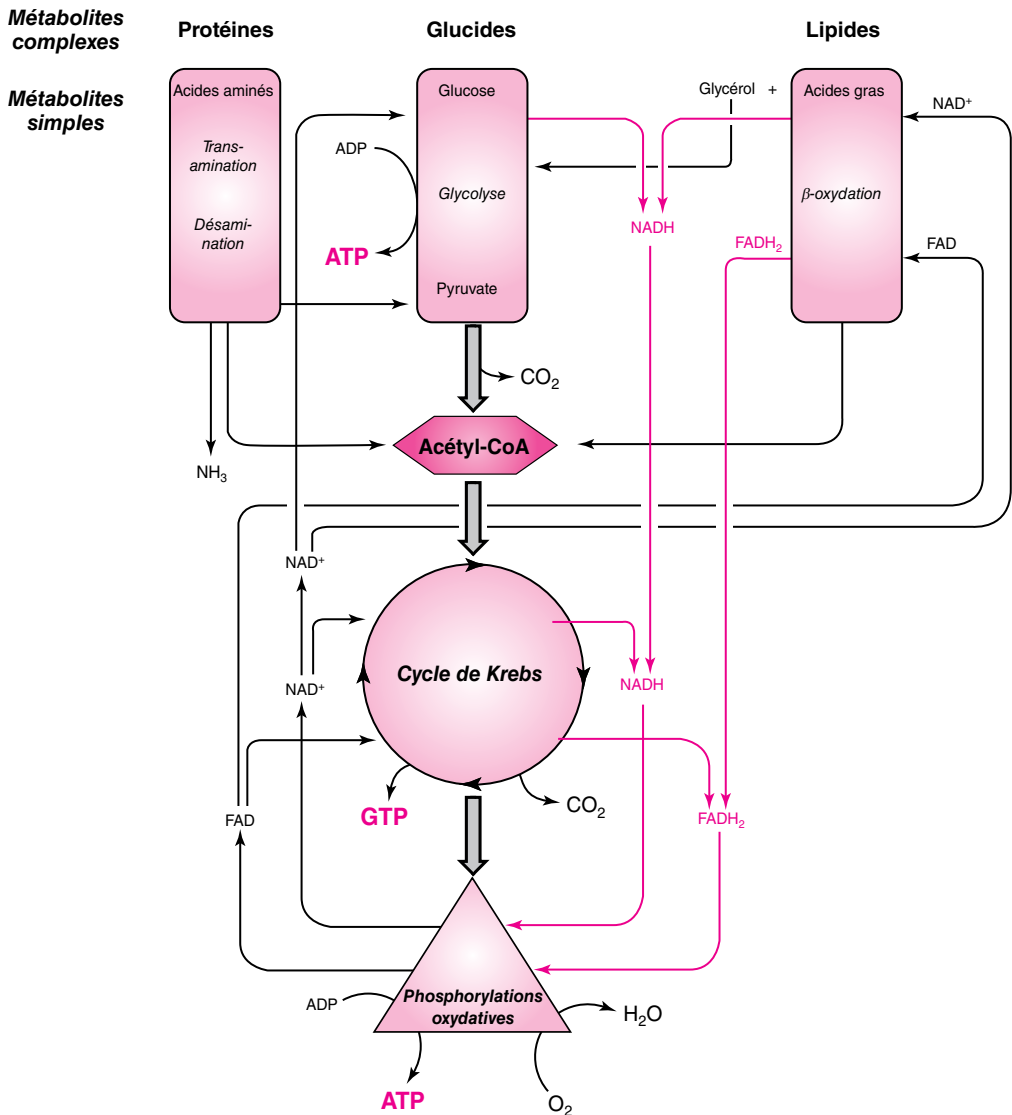 Métabolites
complexes
Protéines
Glucides
Lipides
Métabolites
simples
Acides aminés
Glucose
Glycérol +
Acides gras
NAD⁺
Trans-
amination
ADP
Glycolyse
β-oxydation
Désami-
nation
NADH
ATP
FADH₂
FAD
Pyruvate
CO₂
Acétyl-CoA
NH₃
NAD⁺
Cycle de Krebs
NAD⁺
NADH
GTP
CO₂
FAD
FADH₂
ADP
Phosphorylations
oxydatives
H₂O
ATP
O₂